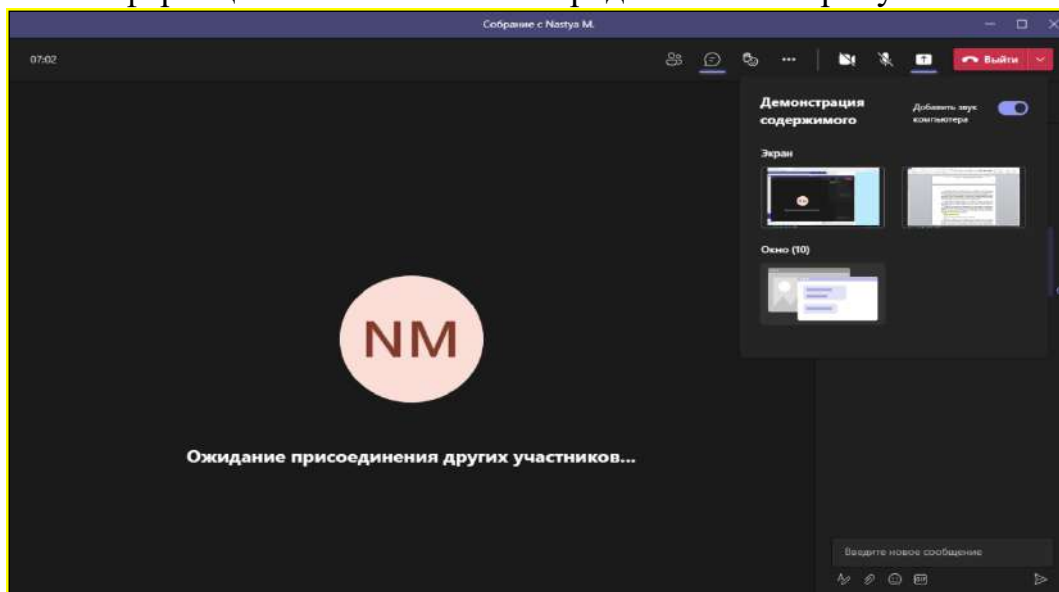 Собрание с Nastya M.
07:02
Выйти
Демонстрация
содержимого
Добавить звук
компьютера
Экран
Окно (10)
NM
Ожидание присоединения других участников...
Введите новое сообщение
GIF